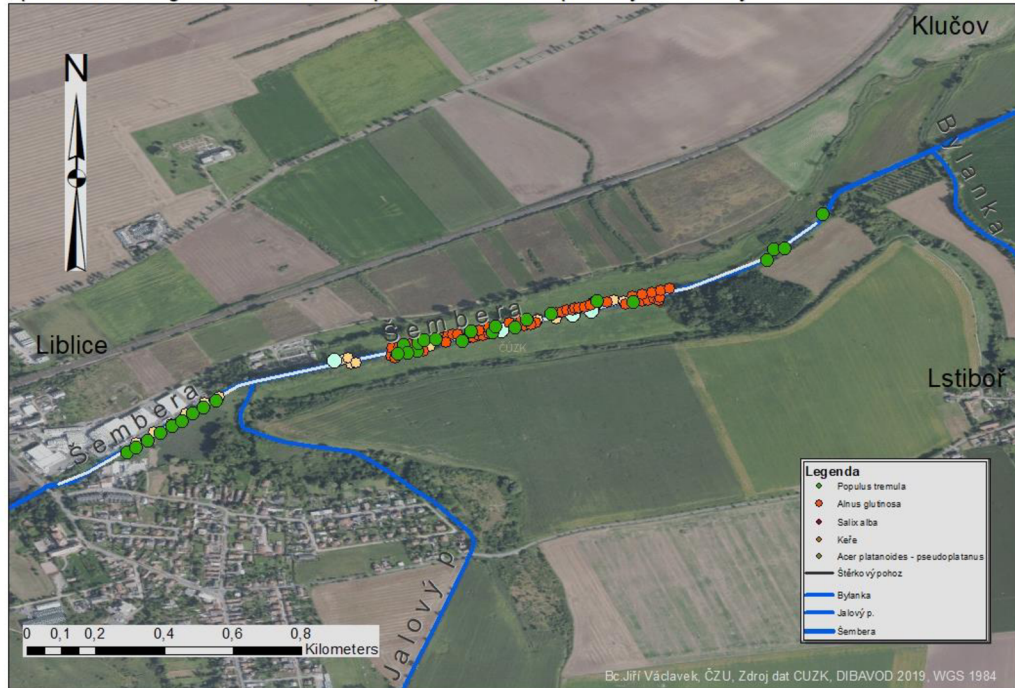 Klučov
N
Bylanka
Šembera
ČÚZK
Liblice
Lstiboř
Šembera
Legenda
Populus tremula
Alnus glutinosa
Salix alba
Keře
Acer platanoides - pseudoplatanus
Štěrkový pohoz
Bylanka
Jalový p.
Šembera
Jalový p.
0 0,1 0,2 0,4 0,6 0,8
Kilometers
Bc.Jiří Václavek, ČZU, Zdroj dat CUZK, DIBAVOD 2019, WGS 1984